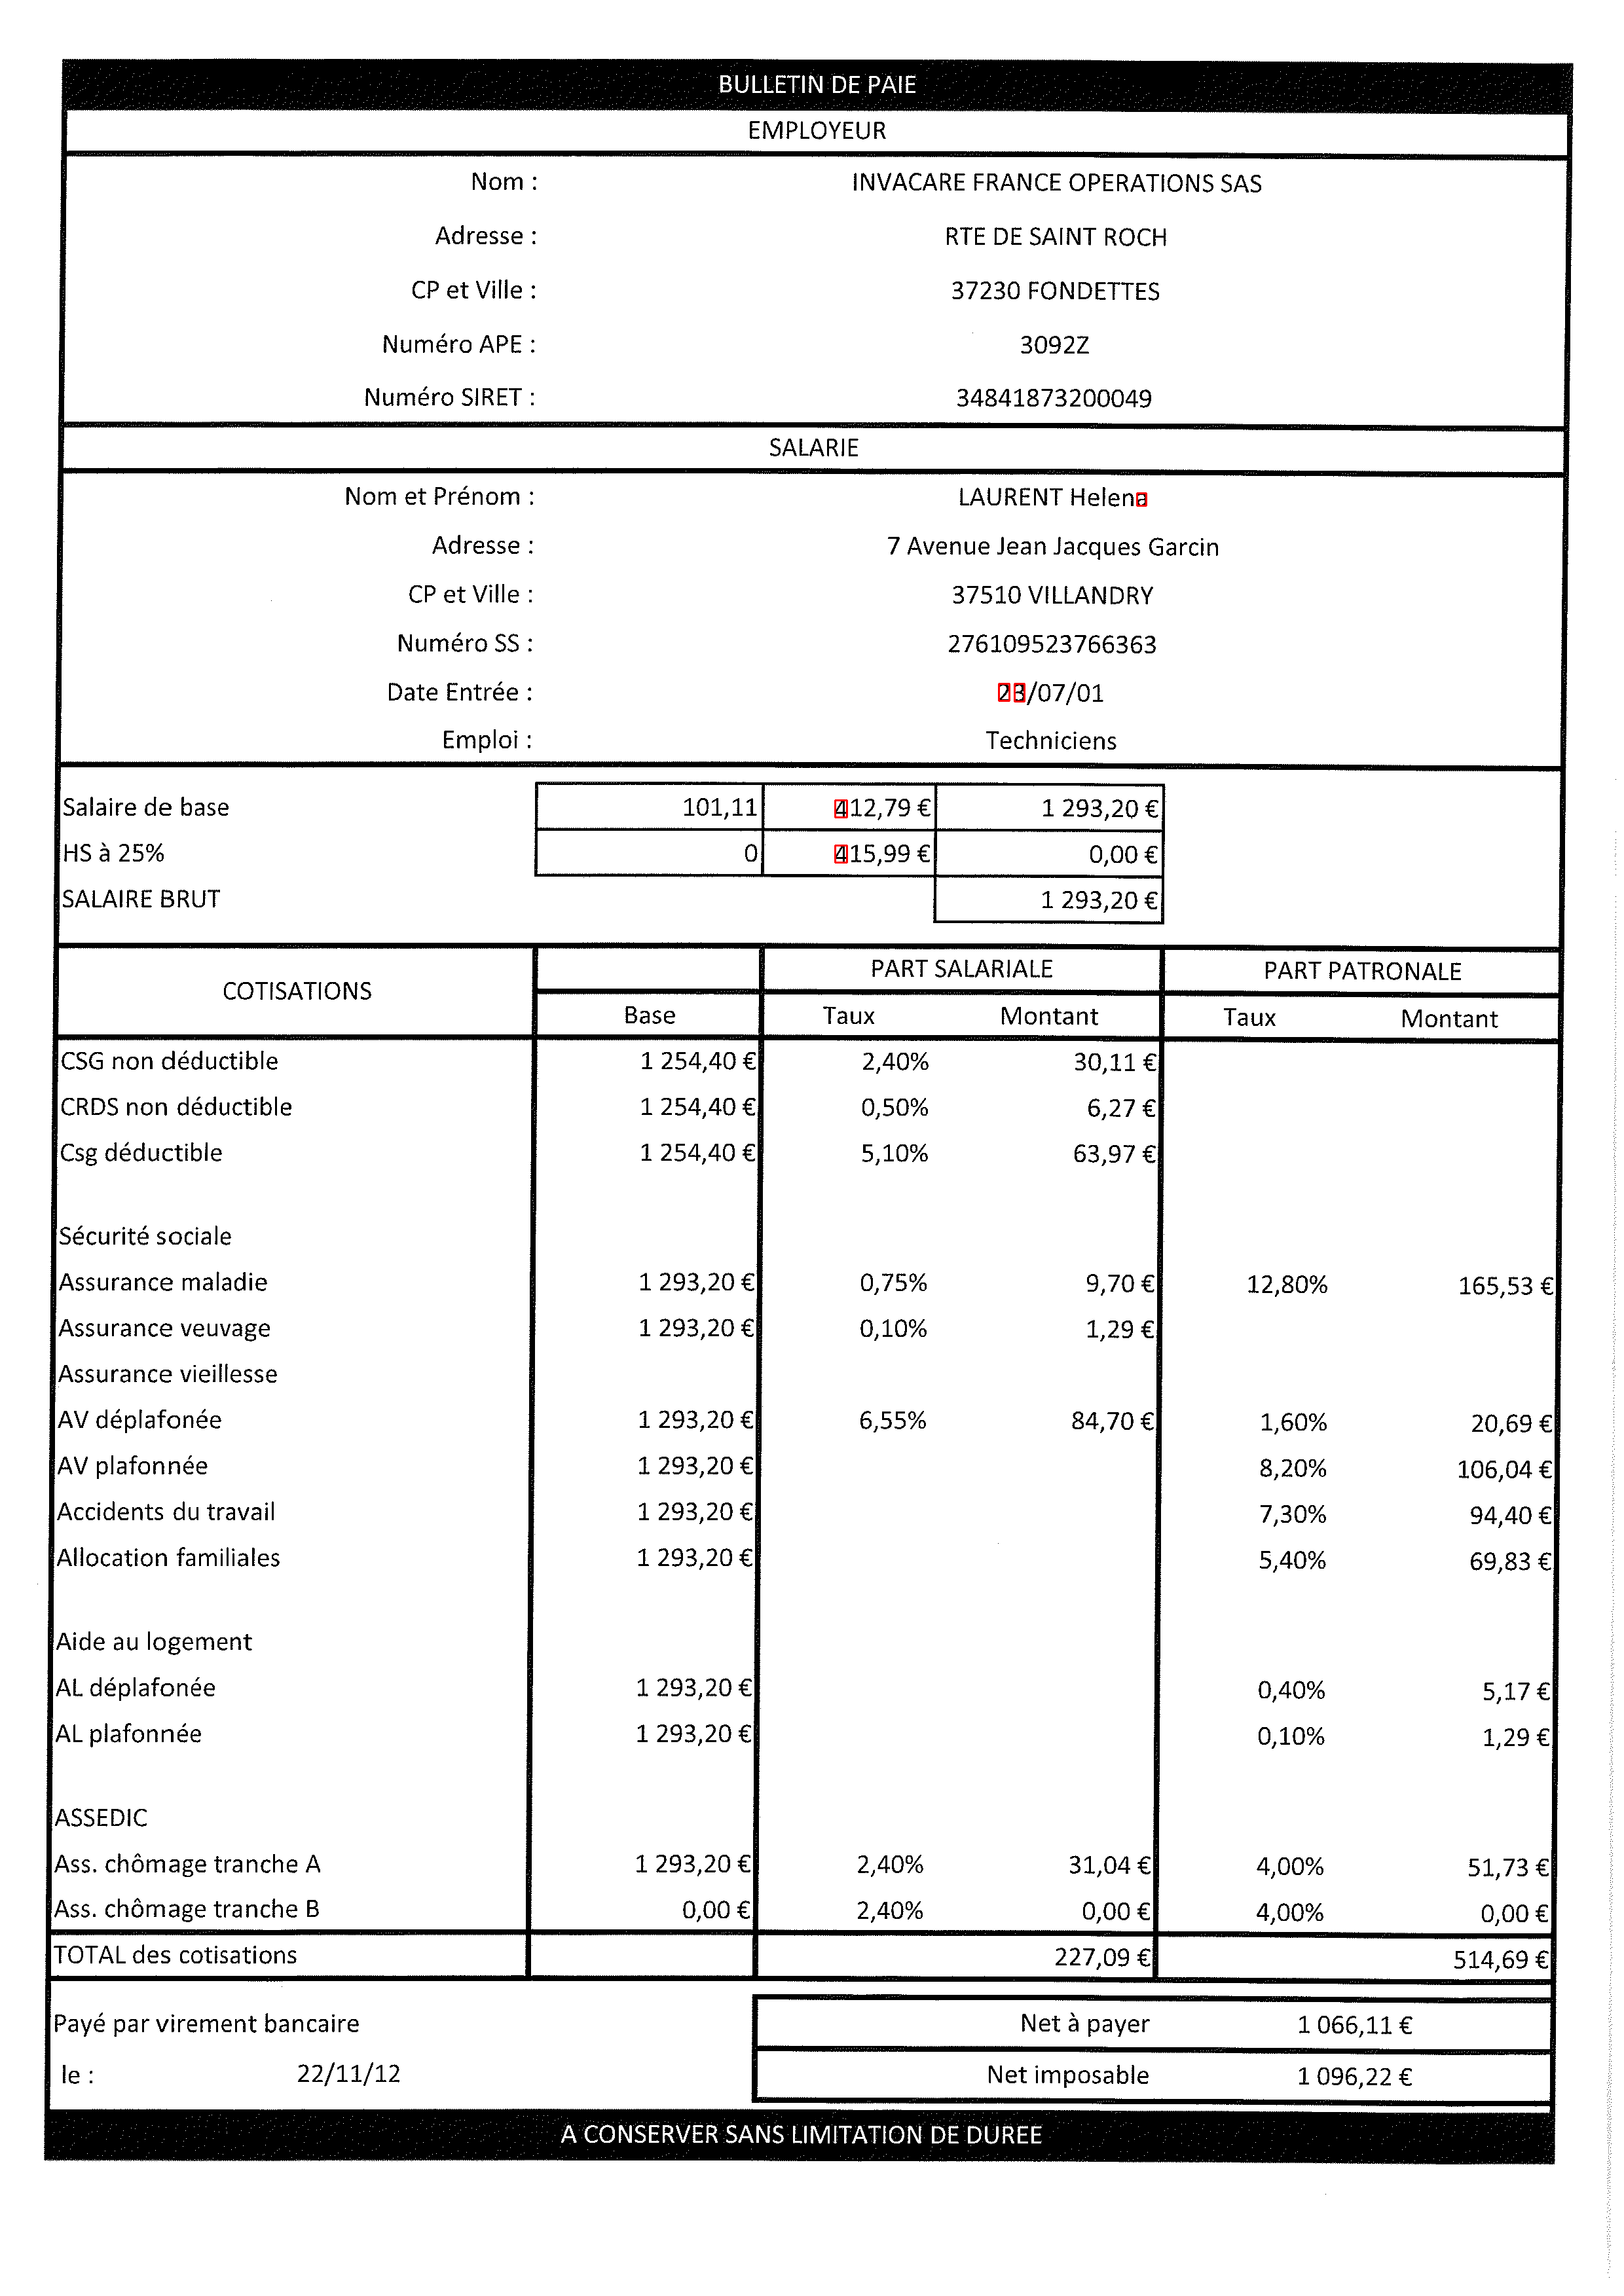 BULLETIN DE PAIE
EMPLOYEUR
Nom : INVACARE FRANCE OPERATIONS SAS
Adresse : RTE DE SAINT ROCH
CP et Ville : 37230 FONDETTES
Numéro APE : 3092Z
Numéro SIRET : 34841873200049
SALARIE
Nom et Prénom : LAURENT Helena
Adresse : 7 Avenue Jean Jacques Garcin
CP et Ville : 37510 VILLANDRY
Numéro SS : 276109523766363
Date Entrée : 23/07/01
Emploi : Techniciens
Salaire de base 101,11 412,79 € 1 293,20 €
HS à 25% 0 415,99 € 0,00 €
SALAIRE BRUT 1 293,20 €
COTISATIONS PART SALARIALE PART PATRONALE
Base Taux Montant Taux Montant
CSG non déductible 1 254,40 € 2,40% 30,11 €
CRDS non déductible 1 254,40 € 0,50% 6,27 €
Csg déductible 1 254,40 € 5,10% 63,97 €
Sécurité sociale
Assurance maladie 1 293,20 € 0,75% 9,70 € 12,80% 165,53 €
Assurance veuvage 1 293,20 € 0,10% 1,29 €
Assurance vieillesse
AV déplafonée 1 293,20 € 6,55% 84,70 € 1,60% 20,69 €
AV plafonnée 1 293,20 € 8,20% 106,04 €
Accidents du travail 1 293,20 € 7,30% 94,40 €
Allocation familiales 1 293,20 € 5,40% 69,83 €
Aide au logement
AL déplafonée 1 293,20 € 0,40% 5,17 €
AL plafonnée 1 293,20 € 0,10% 1,29 €
ASSEDIC
Ass. chômage tranche A 1 293,20 € 2,40% 31,04 € 4,00% 51,73 €
Ass. chômage tranche B 0,00 € 2,40% 0,00 € 4,00% 0,00 €
TOTAL des cotisations 227,09 € 514,69 €
Payé par virement bancaire Net à payer 1 066,11 €
le : 22/11/12 Net imposable 1 096,22 €
A CONSERVER SANS LIMITATION DE DUREE